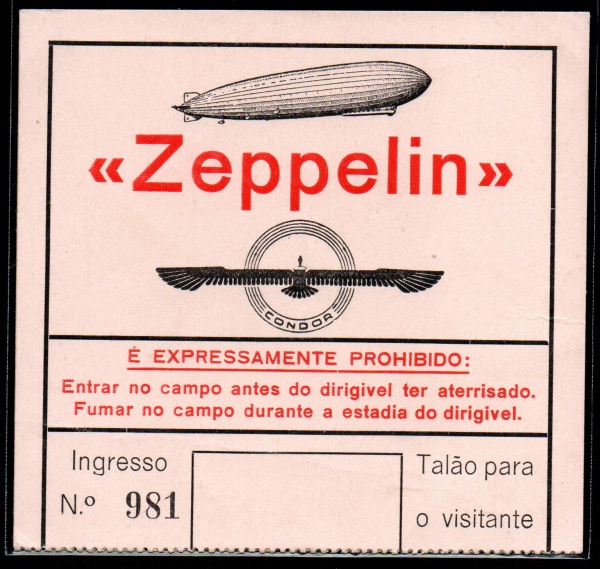 «Zeppelin»
CONDOR
É EXPRESSAMENTE PROHIBIDO:
Entrar no campo antes do dirigivel ter aterrisado.
Fumar no campo durante a estadia do dirigivel.
Ingresso
N.º 981
Talão para
o visitante